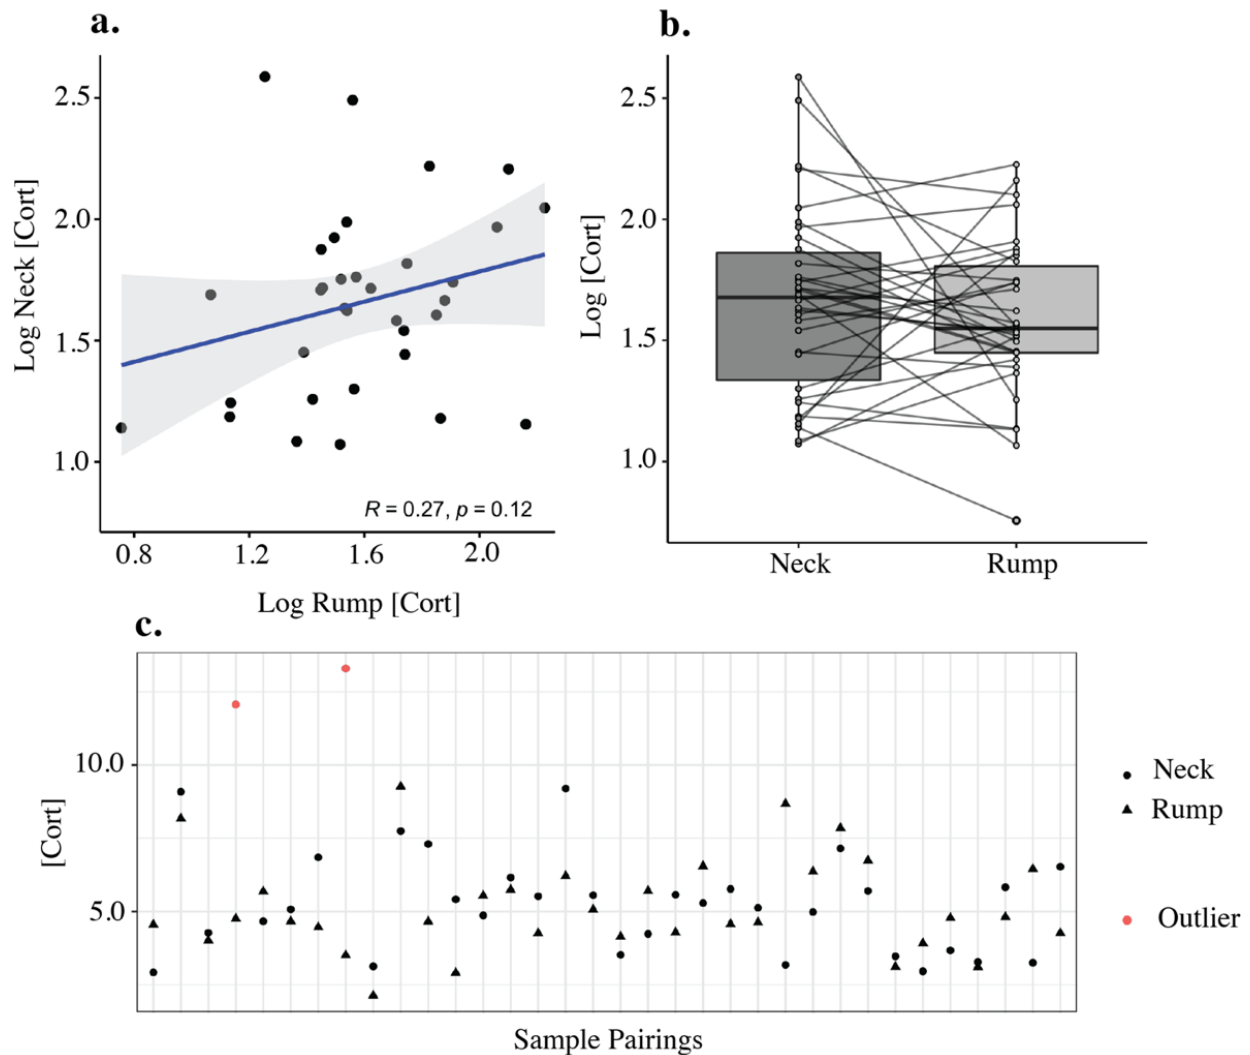 a.
Log Neck [Cort]
2.5
2.0
1.5
1.0
R = 0.27, p = 0.12
0.8 1.2 1.6 2.0
Log Rump [Cort]
b.
Log [Cort]
2.5
2.0
1.5
1.0
Neck Rump
c.
[Cort]
10.0
5.0
Sample Pairings
Neck
Rump
Outlier